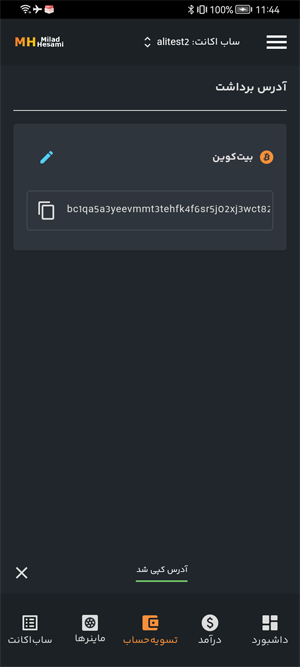 100% 11:44
MH Milad
Hesami
ساب اکانت: alitest2
آدرس برداشت
بیت‌کوین
bc1qa5a3yeevmmt3tehfk4f6sr5j02xj3wct82
آدرس کپی شد
داشبورد
درآمد
تسویه‌حساب
ماینرها
ساب‌اکانت